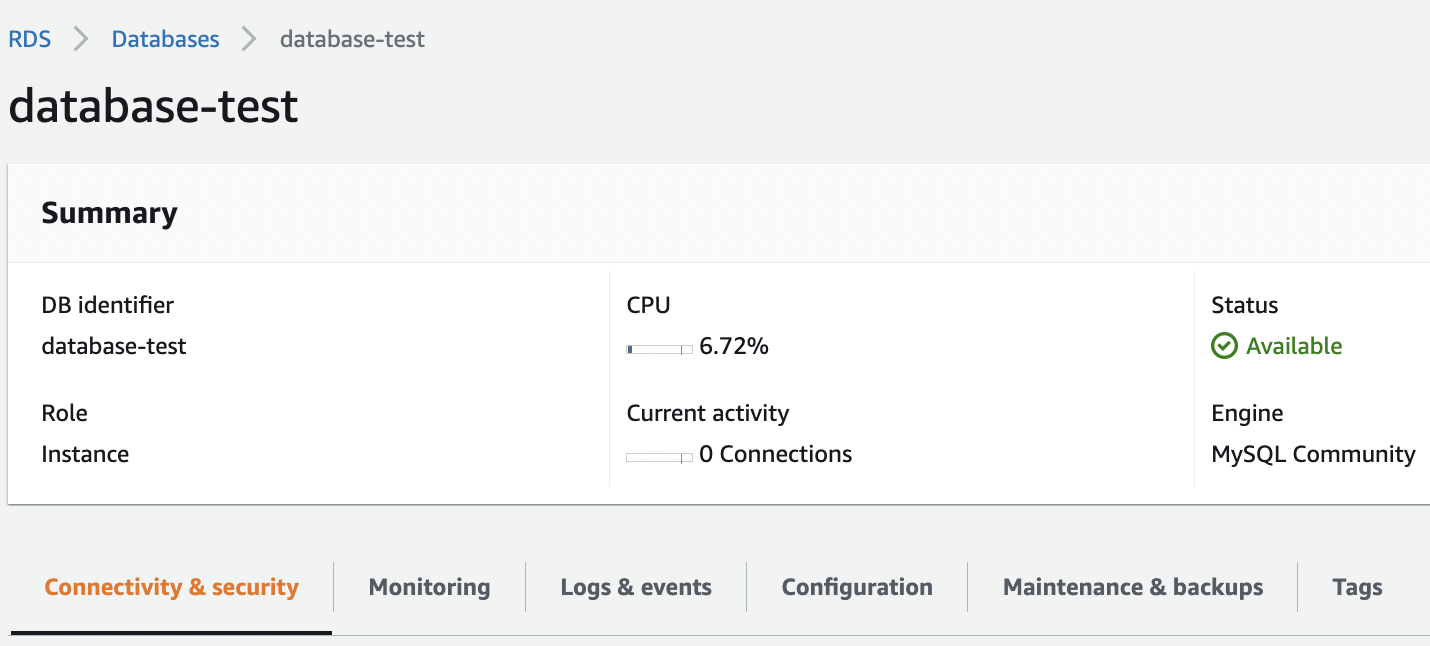 RDS > Databases > database-test
database-test
Summary
DB identifier
database-test
CPU
6.72%
Status
Available
Role
Instance
Current activity
0 Connections
Engine
MySQL Community
Connectivity & security
Monitoring
Logs & events
Configuration
Maintenance & backups
Tags